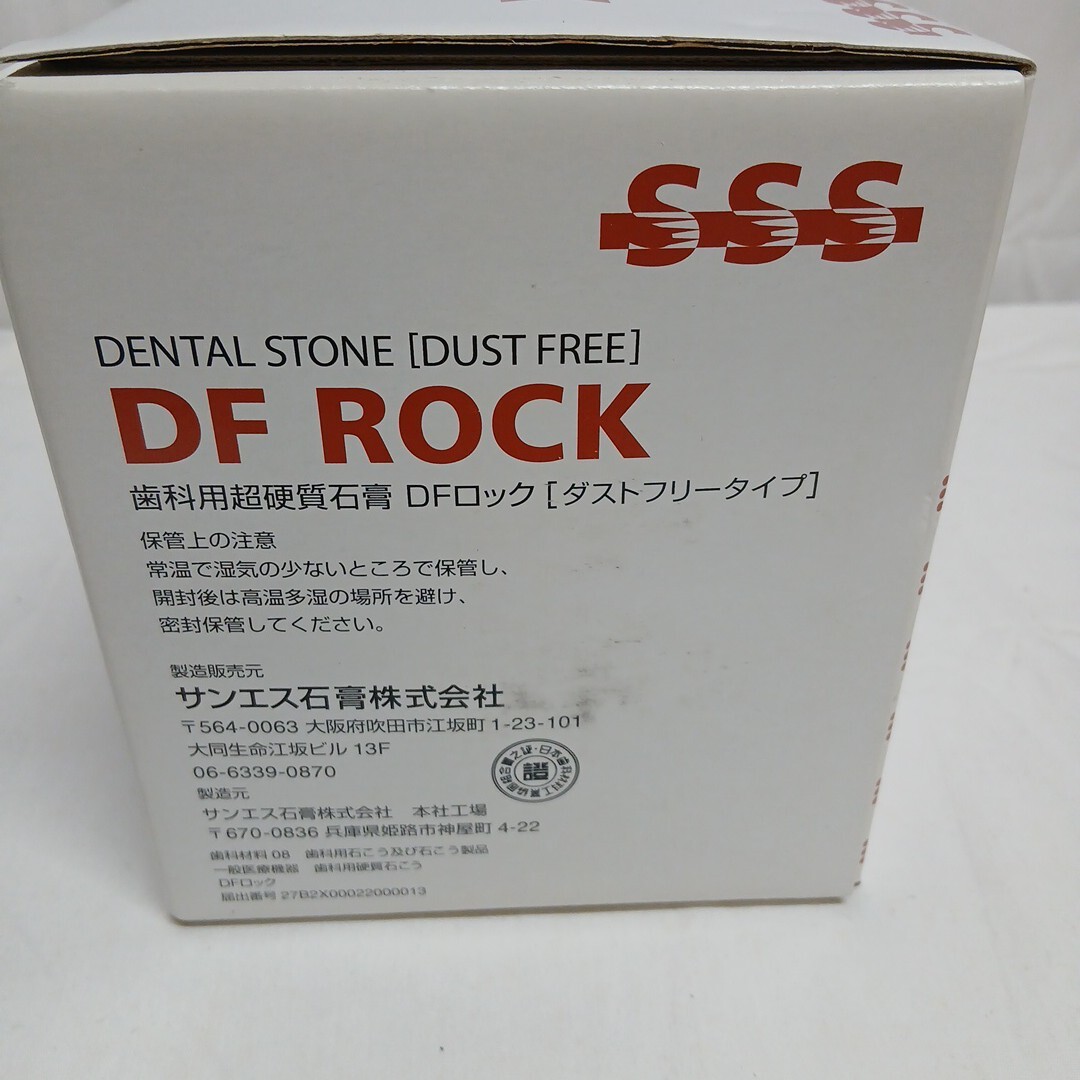 SSS
DENTAL STONE [DUST FREE]
DF ROCK
歯科用超硬質石膏 DFロック [ダストフリータイプ]
保管上の注意
常温で湿気の少ないところで保管し、
開封後は高温多湿の場所を避け、
密封保管してください。
製造販売元
サンエス石膏株式会社
〒564-0063 大阪府吹田市江坂町1-23-101
大同生命江坂ビル 13F
06-6339-0870
製造元
サンエス石膏株式会社 本社工場
〒670-0836 兵庫県姫路市神屋町 4-22
歯科材料 08 歯科用石こう及び石こう製品
一般医療機器 歯科用硬質石こう
DFロック
届出番号 27B2X00022000013
證